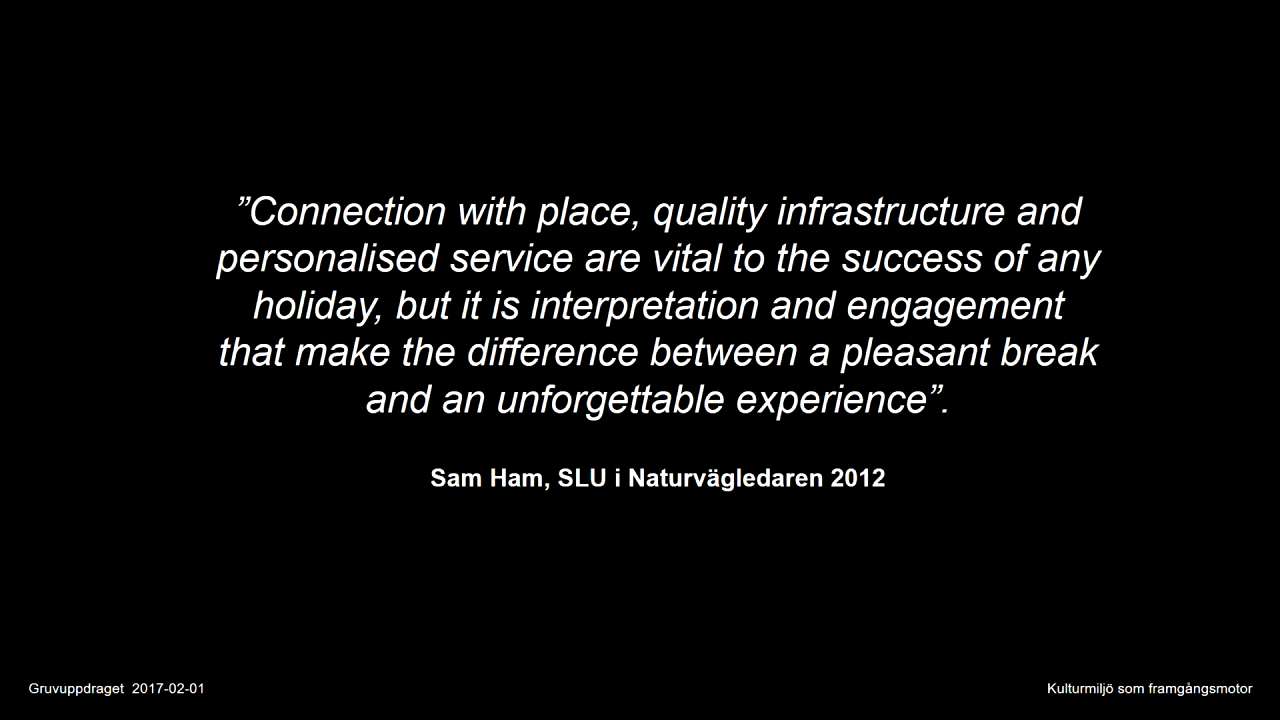 ”Connection with place, quality infrastructure and
personalised service are vital to the success of any
holiday, but it is interpretation and engagement
that make the difference between a pleasant break
and an unforgettable experience”.
Sam Ham, SLU i Naturvägledaren 2012
Gruvuppdraget 2017-02-01
Kulturmiljö som framgångsmotor